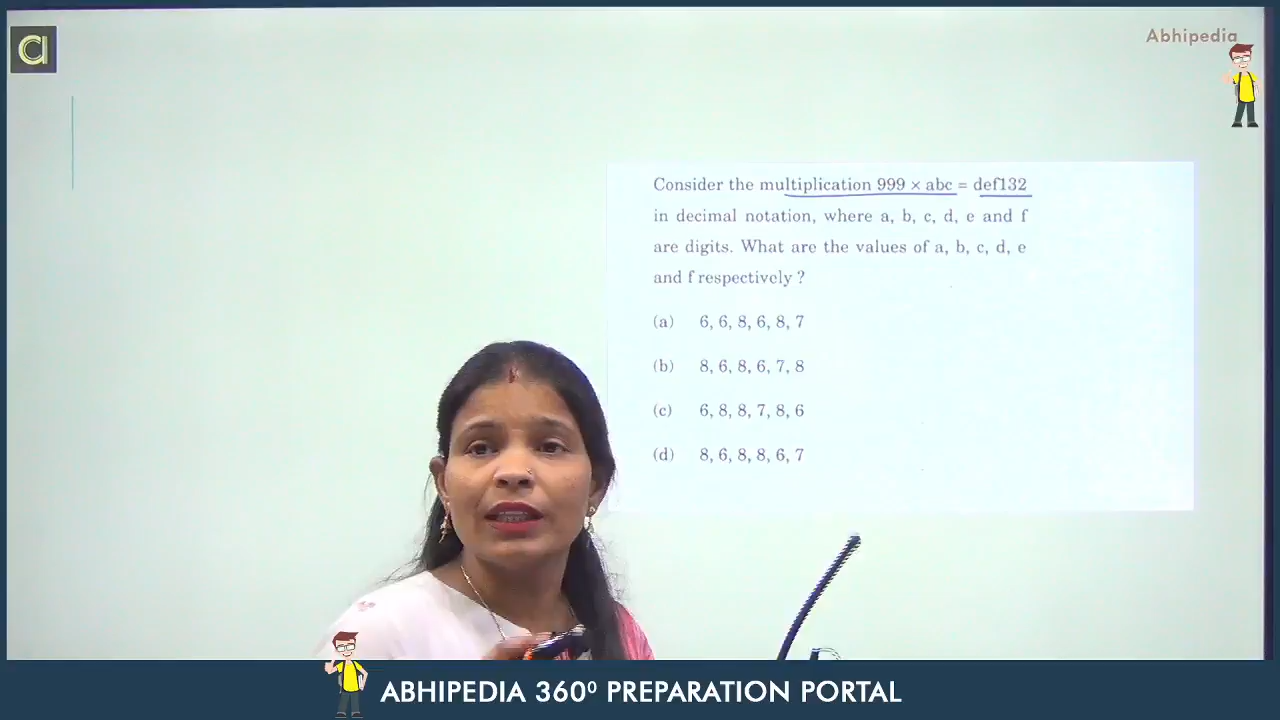 Abhipedia
Consider the multiplication 999 × abc = def132
in decimal notation, where a, b, c, d, e and f
are digits. What are the values of a, b, c, d, e
and f respectively ?
(a) 6, 6, 8, 6, 8, 7
(b) 8, 6, 8, 6, 7, 8
(c) 6, 8, 8, 7, 8, 6
(d) 8, 6, 8, 8, 6, 7
ABHIPEDIA 360⁰ PREPARATION PORTAL